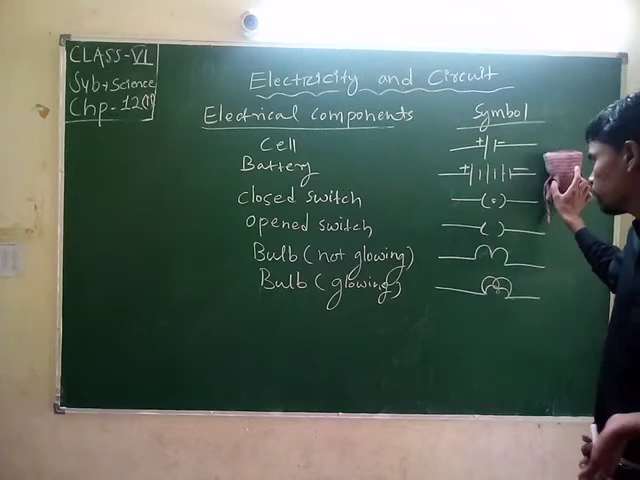 CLASS-VI
Sub→Science
Chp-12
Electricity and Circuit
Electrical components Symbol
Cell
Battery
Closed switch
Opened switch
Bulb (not glowing)
Bulb (glowing)